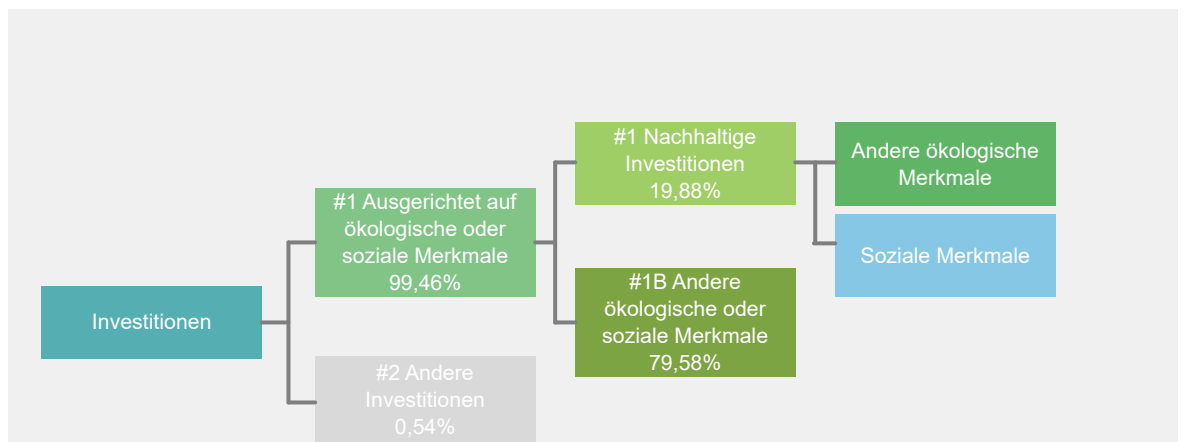 Investitionen
#1 Ausgerichtet auf
ökologische oder
soziale Merkmale
99,46%
#2 Andere
Investitionen
0,54%
#1 Nachhaltige
Investitionen
19,88%
#1B Andere
ökologische oder
soziale Merkmale
79,58%
Andere ökologische
Merkmale
Soziale Merkmale